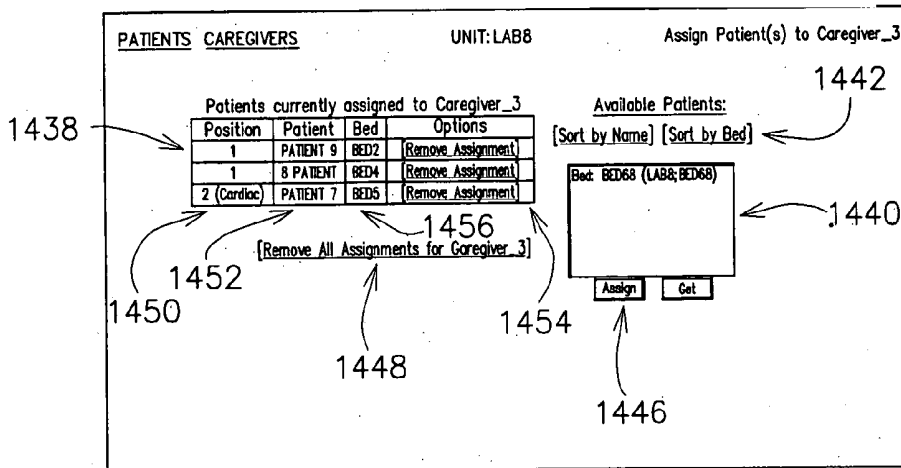 PATIENTS CAREGIVERS UNIT: LAB8 Assign Patient(s) to Caregiver_3
1442
Patients currently assigned to Caregiver_3 Available Patients:
1438 Position Patient Bed Options [Sort by Name] [Sort by Bed]
1 PATIENT 9 BED2 [Remove Assignment]
1 8 PATIENT BED4 [Remove Assignment] Bed: BED68 (LAB8; BED68)
2 (Cardiac) PATIENT 7 BED5 [Remove Assignment]
1456 1440
[Remove All Assignments for Caregiver_3]
1452 Assign Get
1450 1454
1448
1446